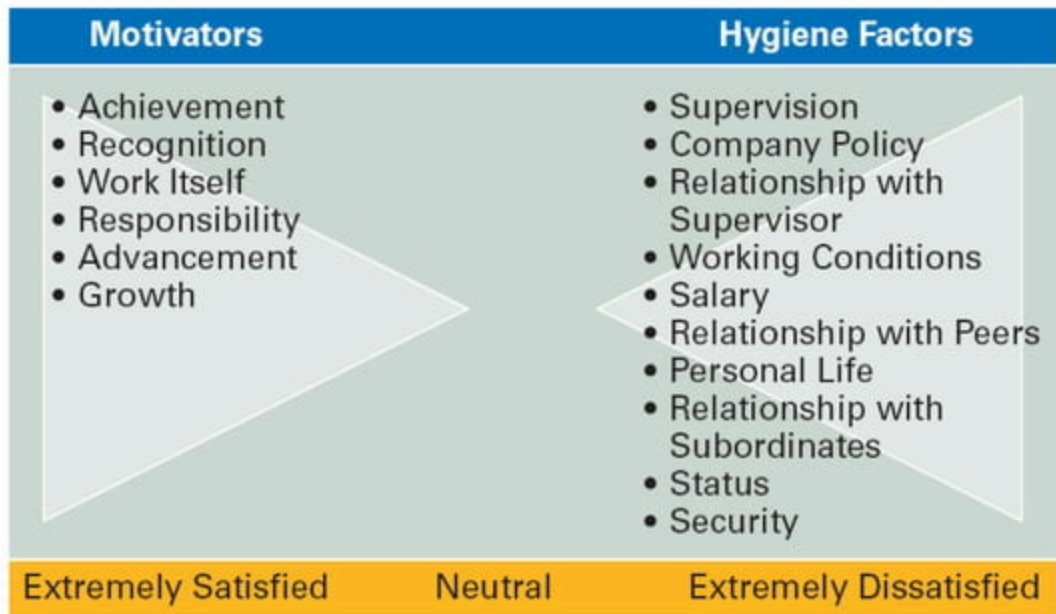 Motivators
Hygiene Factors
• Achievement
• Recognition
• Work Itself
• Responsibility
• Advancement
• Growth
• Supervision
• Company Policy
• Relationship with
Supervisor
• Working Conditions
• Salary
• Relationship with Peers
• Personal Life
• Relationship with
Subordinates
• Status
• Security
Extremely Satisfied
Neutral
Extremely Dissatisfied